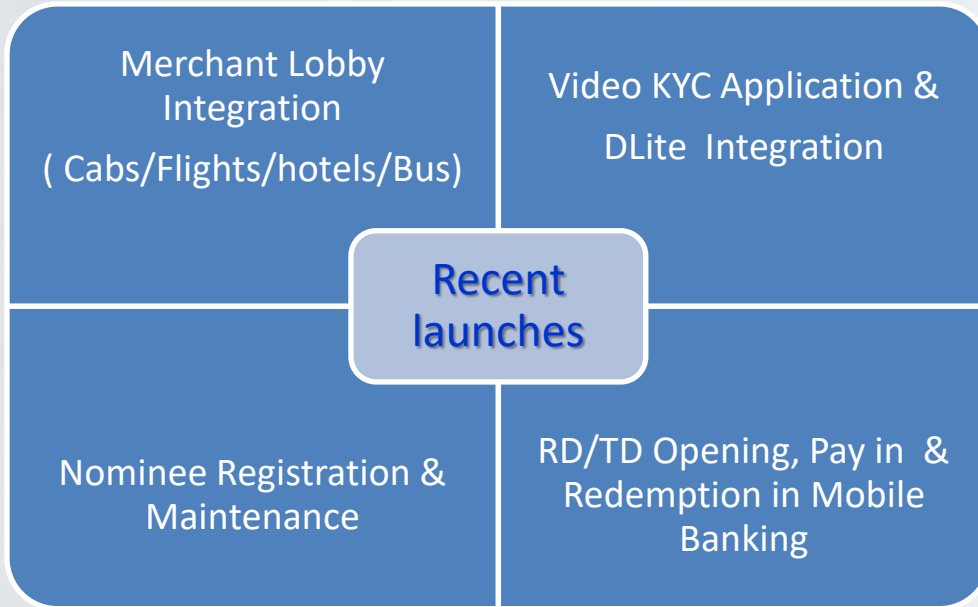 Merchant Lobby
Integration
( Cabs/Flights/hotels/Bus)
Video KYC Application &
DLite Integration
Recent
launches
Nominee Registration &
Maintenance
RD/TD Opening, Pay in &
Redemption in Mobile
Banking